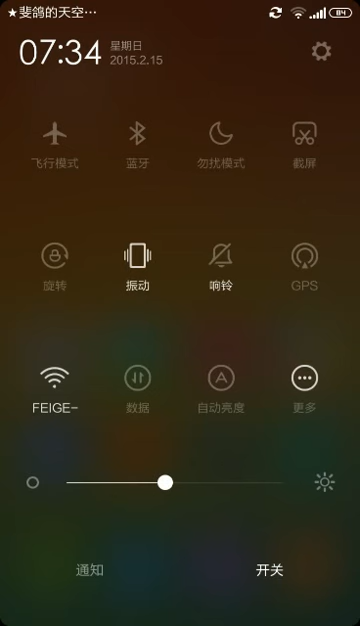 ★斐鸽的天空… 84
07:34 星期日
2015.2.15
飞行模式 蓝牙 勿扰模式 截屏
旋转 振动 响铃 GPS
FEIGE- 数据 自动亮度 更多
通知 开关